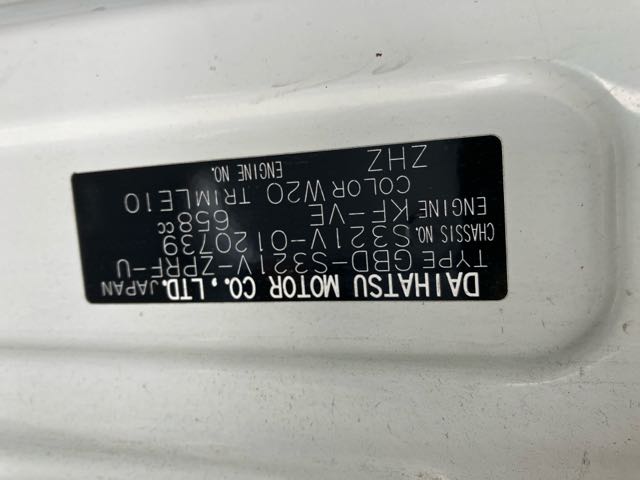 DAIHATSU MOTOR CO., LTD. JAPAN
TYPE GBD-S321V-ZPRF-U
CHASSIS NO. S321V-0120739
ENGINE KF-VE 658cc
COLOR W20 TRIM LE10
ZHZ ENGINE NO.